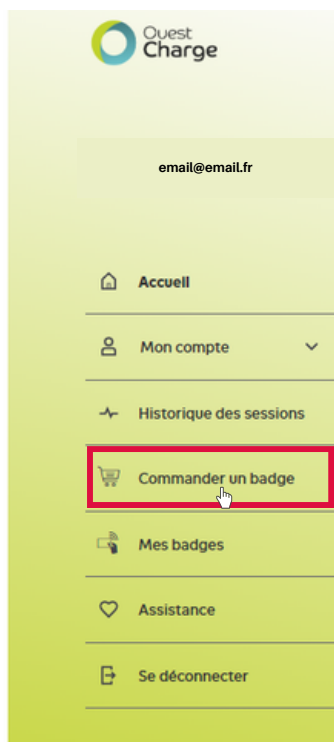 Ouest
Charge
email@email.fr
Accueil
Mon compte
Historique des sessions
Commander un badge
Mes badges
Assistance
Se déconnecter